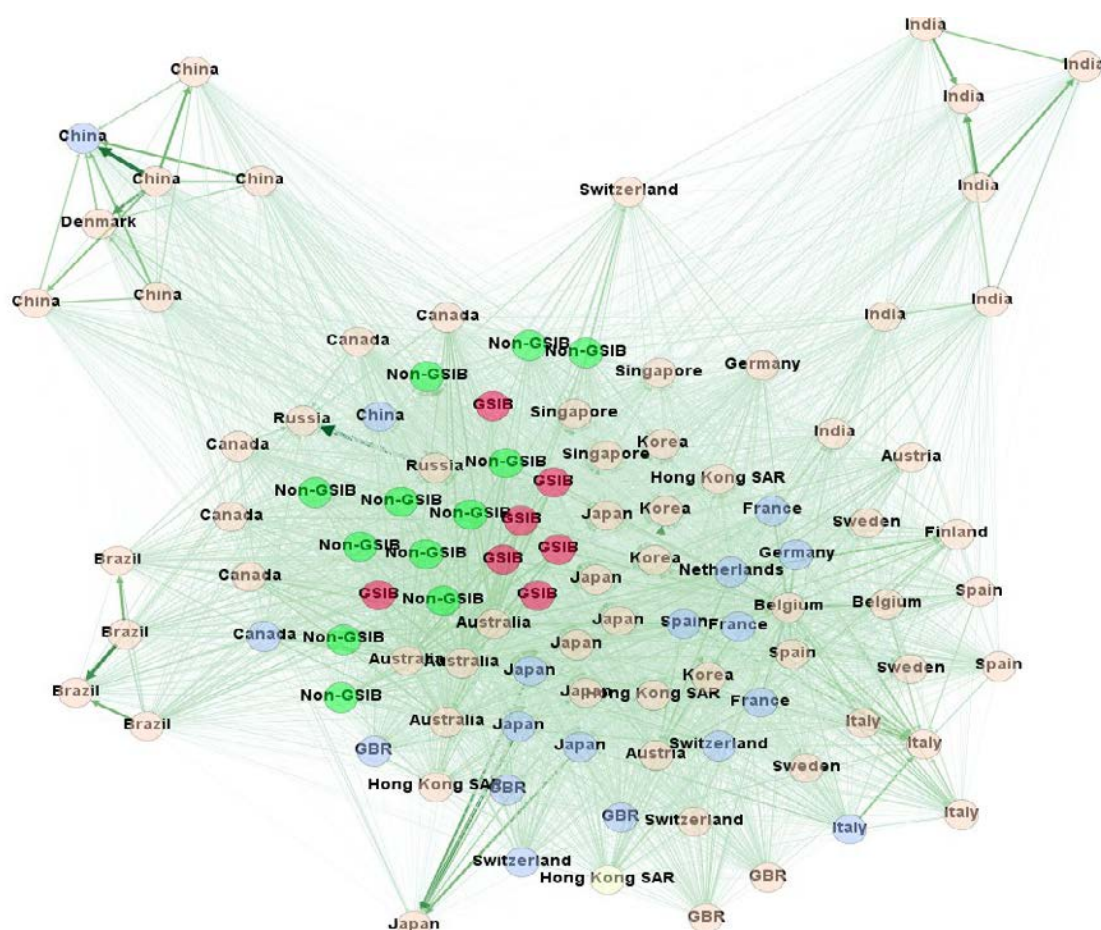 India
China
India
India
China
China
China
India
Switzerland
Denmark
China
China
India
India
Canada
Canada
Non-GSIB
Non-GSIB
Germany
Singapore
Non-GSIB
GSIB
China
Singapore
Russia
India
Canada
Korea
Singapore
Austria
Non-GSIB
Russia
Hong Kong SAR
GSIB
Non-GSIB
Non-GSIB
Korea
France
Canada
Non-GSIB
Japan
GSIB
Sweden
Finland
Non-GSIB
GSIB
Germany
Non-GSIB
Korea
Brazil
GSIB
Netherlands
Canada
Japan
Spain
GSIB
GSIB
Non-GSIB
Belgium
Belgium
Japan
Australia
Spain
France
Brazil
Canada
Non-GSIB
Japan
Spain
Australia
Australia
Spain
Sweden
Japan
Korea
Brazil
Japan
Hong Kong SAR
Non-GSIB
France
Brazil
Australia
Japan
Italy
Italy
GBR
Japan
Switzerland
Austria
Sweden
Hong Kong SAR
GBR
Italy
GBR
Switzerland
Italy
Switzerland
Hong Kong SAR
GBR
GBR
Japan